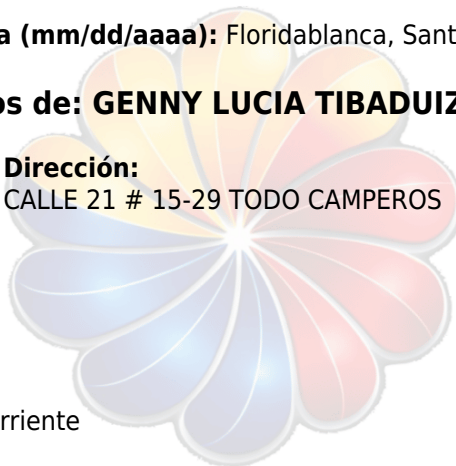 a (mm/dd/aaaa): Floridablanca, Sant
os de: GENNY LUCIA TIBADUIZ
Dirección:
CALLE 21 # 15-29 TODO CAMPEROS
rriente